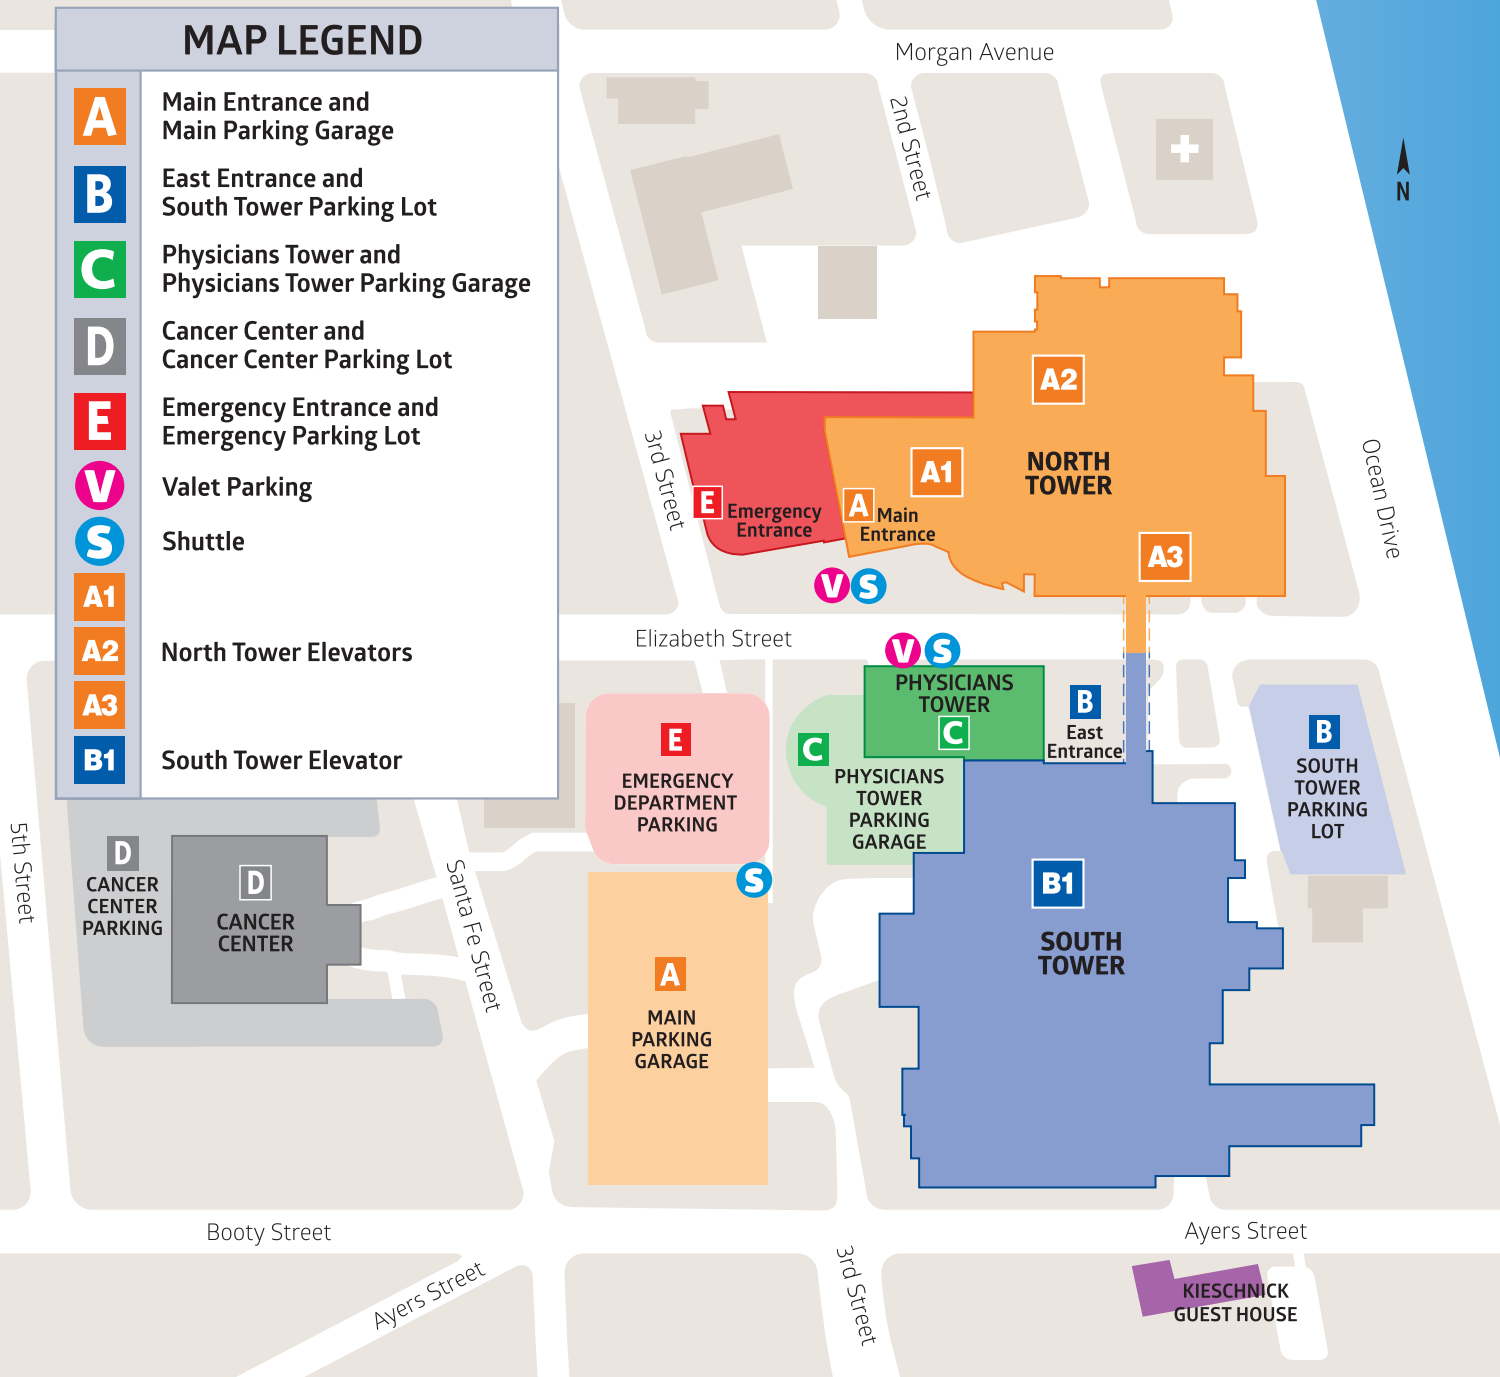 MAP LEGEND
A
Main Entrance and
Main Parking Garage
B
East Entrance and
South Tower Parking Lot
C
Physicians Tower and
Physicians Tower Parking Garage
D
Cancer Center and
Cancer Center Parking Lot
E
Emergency Entrance and
Emergency Parking Lot
V
Valet Parking
S
Shuttle
A1
A2
North Tower Elevators
A3
B1
South Tower Elevator
Morgan Avenue
2nd Street
N
A2
A1
NORTH
TOWER
3rd Street
Ocean Drive
E
Emergency
Entrance
A
Main
Entrance
A3
V
S
Elizabeth Street
V
S
PHYSICIANS
TOWER
C
B
East
Entrance
E
EMERGENCY
DEPARTMENT
PARKING
C
PHYSICIANS
TOWER
PARKING
GARAGE
B
SOUTH
TOWER
PARKING
LOT
5th Street
D
CANCER
CENTER
PARKING
D
CANCER
CENTER
Santa Fe Street
S
A
MAIN
PARKING
GARAGE
B1
SOUTH
TOWER
Booty Street
Ayers Street
Ayers Street
3rd Street
KIESCHNICK
GUEST HOUSE